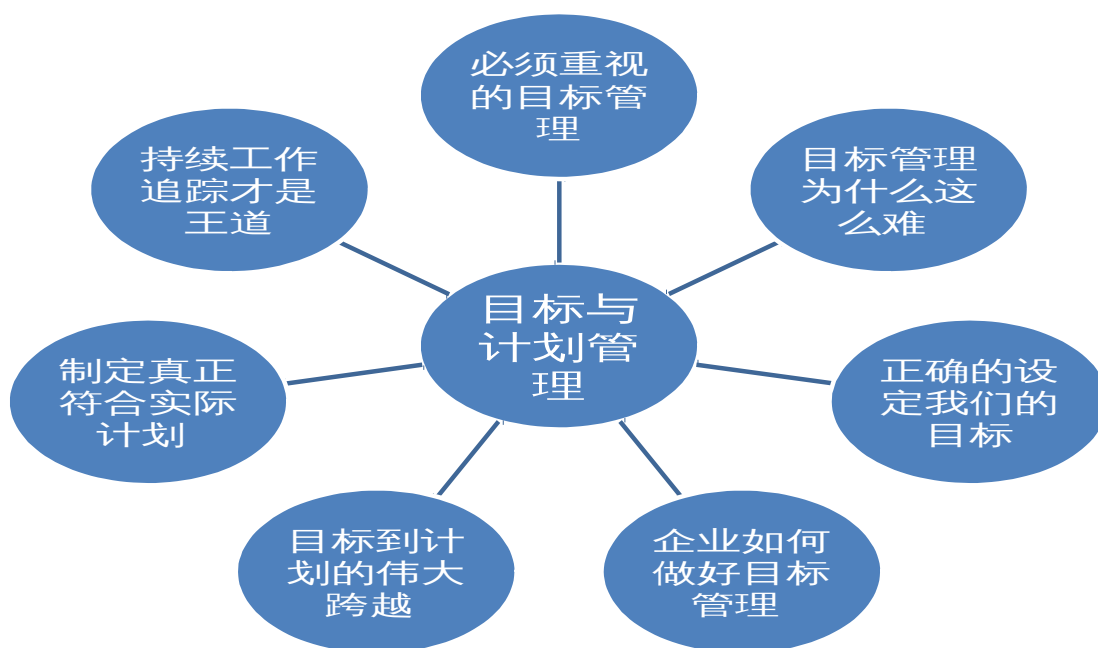 必须重视
的目标管
理
目标管理
为什么这
么难
正确的设
定我们的
目标
企业如何
做好目标
管理
目标到计
划的伟大
跨越
制定真正
符合实际
计划
持续工作
追踪才是
王道
目标与
计划管
理